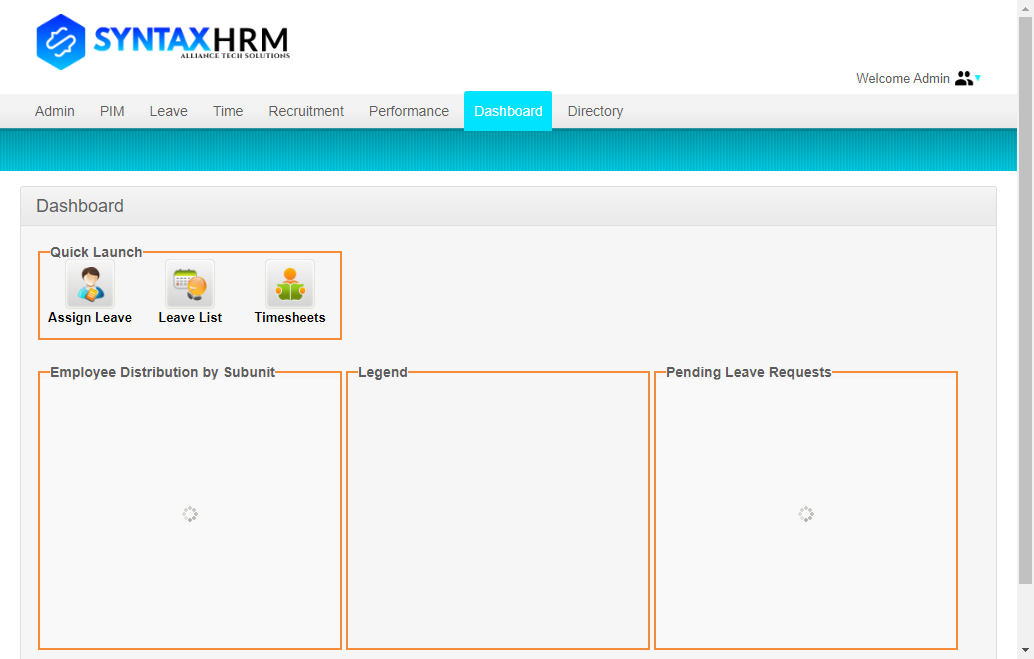 SYNTAXHRM
ALLIANCE TECH SOLUTIONS
Welcome Admin
Admin PIM Leave Time Recruitment Performance Dashboard Directory
Dashboard
Quick Launch
Assign Leave Leave List Timesheets
Employee Distribution by Subunit Legend Pending Leave Requests